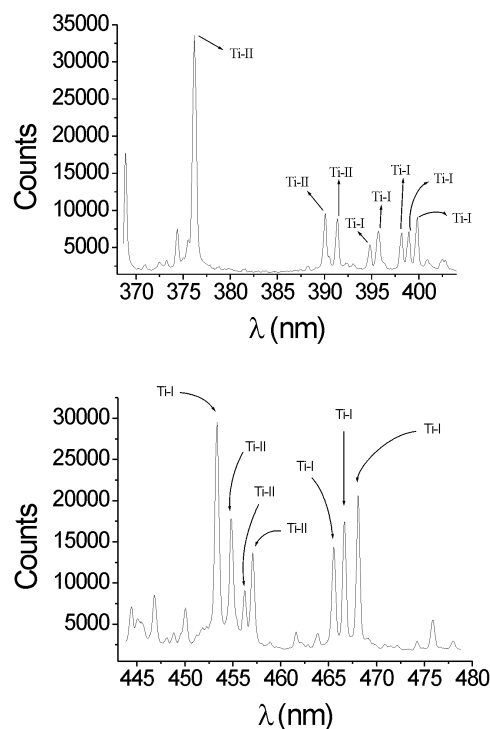 35000
30000
25000
20000
15000
10000
5000
Counts
Ti-II
Ti-II
Ti-II
Ti-I
Ti-I
Ti-I
Ti-I
Ti-I
370 375 380 385 390 395 400
λ (nm)
30000
25000
20000
15000
10000
5000
Counts
Ti-I
Ti-II
Ti-II
Ti-II
Ti-I
Ti-I
Ti-I
445 450 455 460 465 470 475 480
λ (nm)